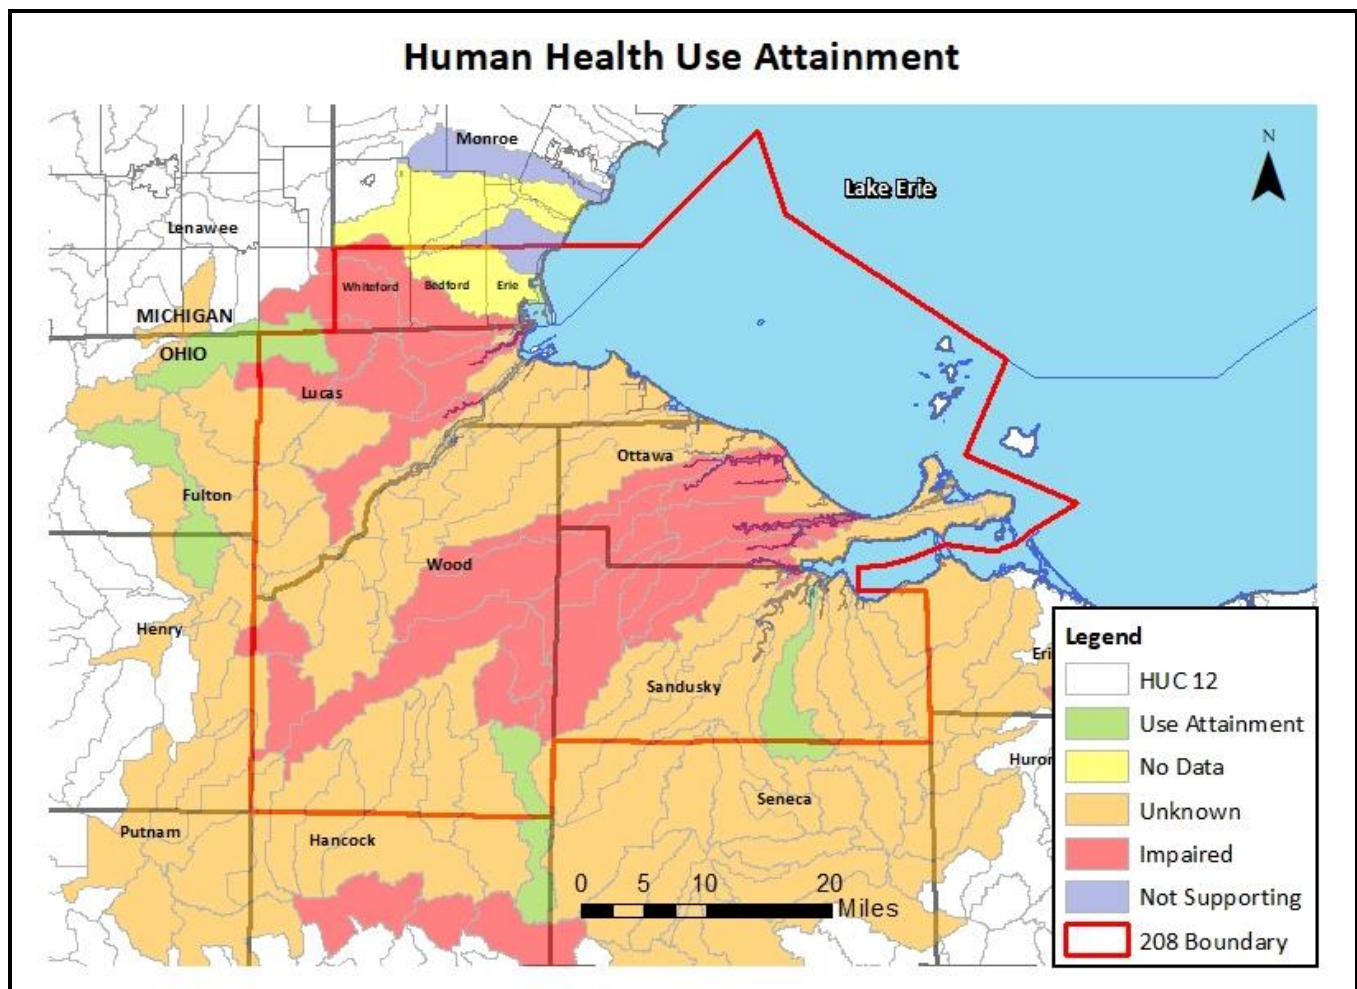 Human Health Use Attainment
Monroe
N
Lake Erie
Lenawee
Whiteford
Bedford
Erie
MICHIGAN
OHIO
Lucas
Ottawa
Fulton
Wood
Henry
Sandusky
Seneca
Putnam
Hancock
Eri
Huror
0 5 10 20
Miles
Legend
HUC 12
Use Attainment
No Data
Unknown
Impaired
Not Supporting
208 Boundary